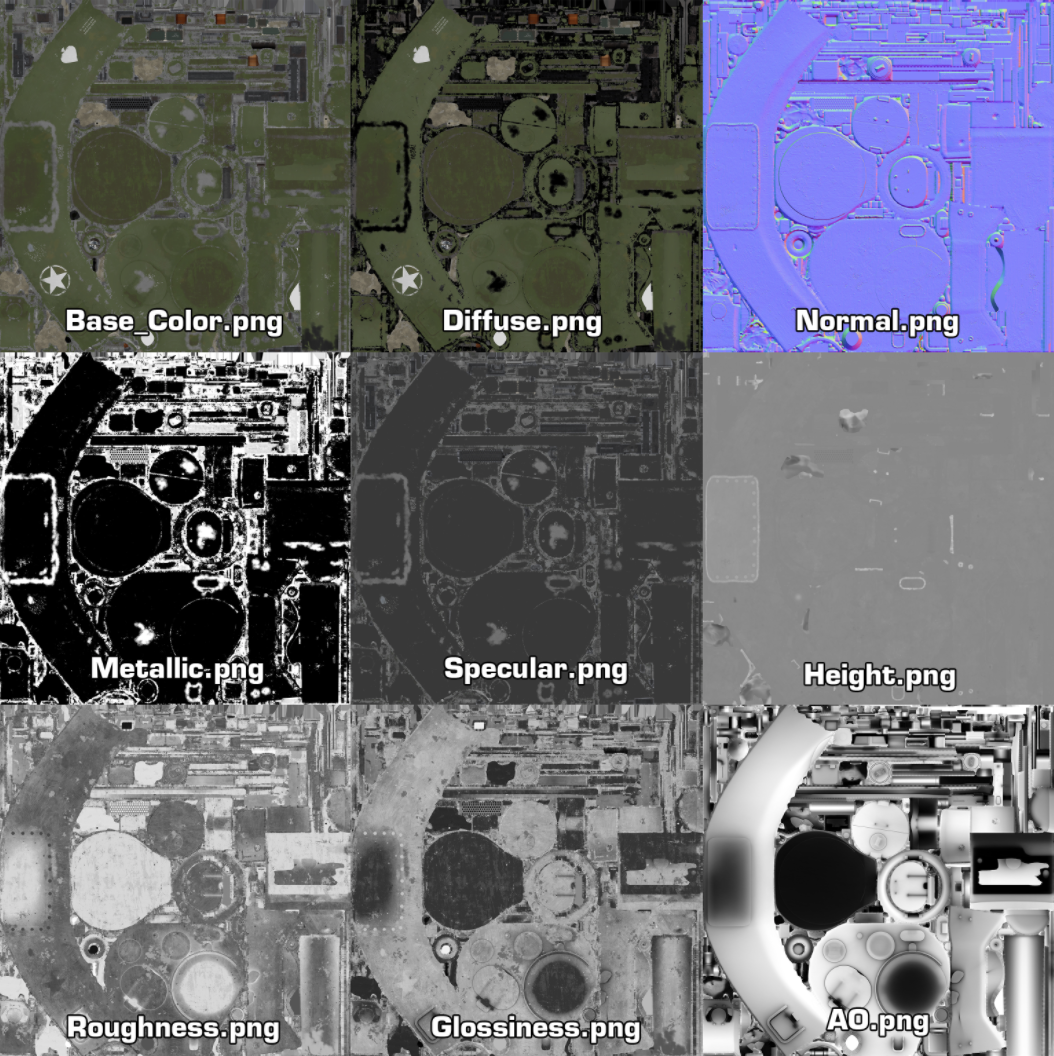 Base_Color.png
Diffuse.png
Normal.png
Metallic.png
Specular.png
Height.png
Roughness.png
Glossiness.png
AO.png